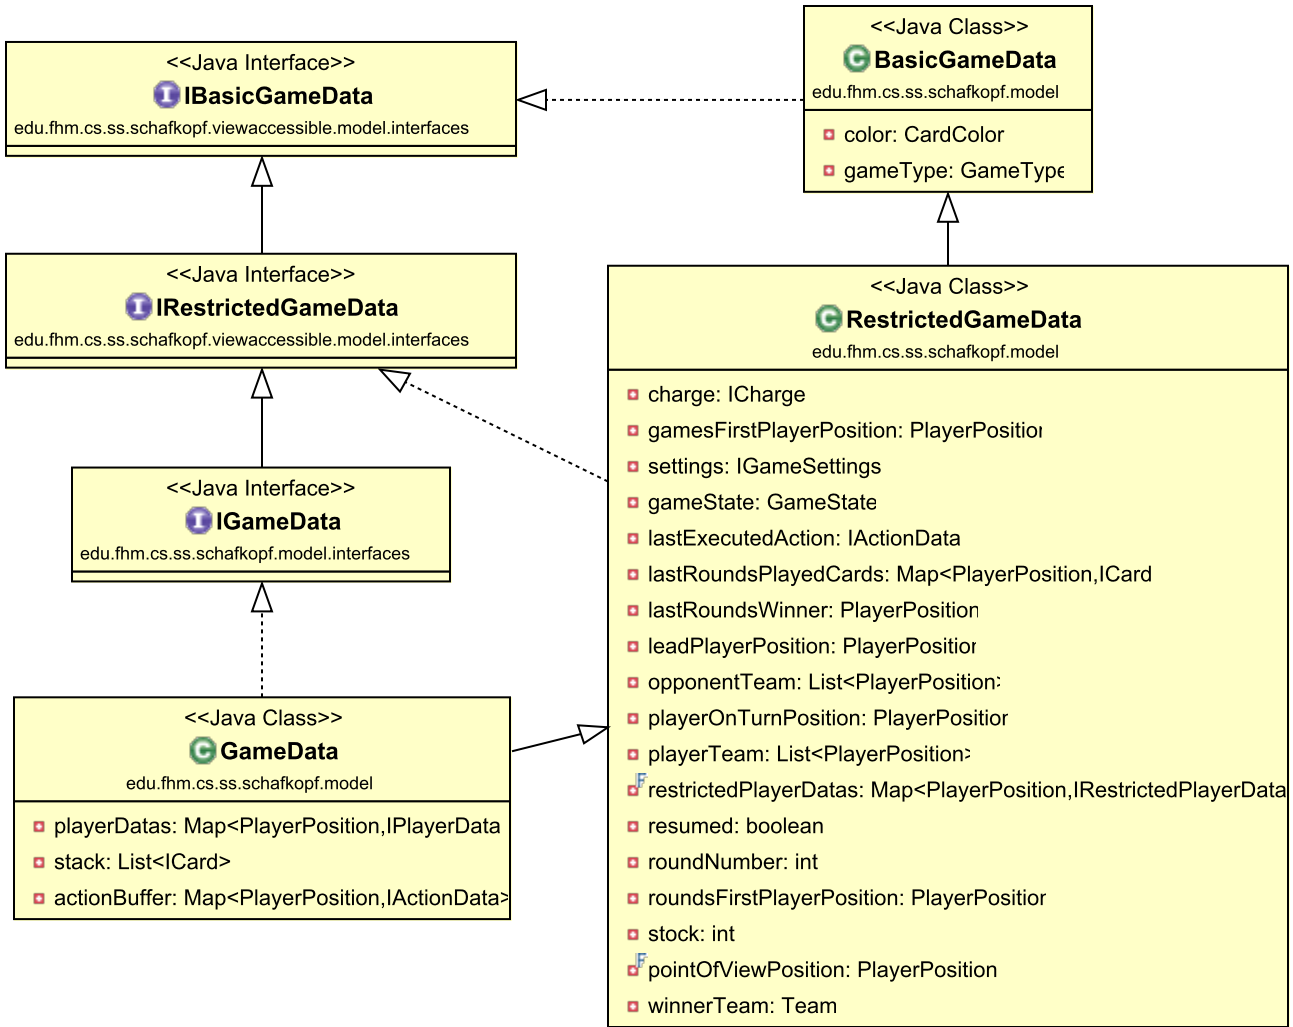 <<Java Interface>>
IBasicGameData
edu.fhm.cs.ss.schafkopf.viewaccessible.model.interfaces
<<Java Class>>
BasicGameData
edu.fhm.cs.ss.schafkopf.model
color: CardColor
gameType: GameType
<<Java Interface>>
IRestrictedGameData
edu.fhm.cs.ss.schafkopf.viewaccessible.model.interfaces
<<Java Interface>>
IGameData
edu.fhm.cs.ss.schafkopf.model.interfaces
<<Java Class>>
GameData
edu.fhm.cs.ss.schafkopf.model
playerDatas: Map<PlayerPosition,IPlayerData
stack: List<ICard>
actionBuffer: Map<PlayerPosition,IActionData>
<<Java Class>>
RestrictedGameData
edu.fhm.cs.ss.schafkopf.model
charge: ICharge
gamesFirstPlayerPosition: PlayerPosition
settings: IGameSettings
gameState: GameState
lastExecutedAction: IActionData
lastRoundsPlayedCards: Map<PlayerPosition,ICard
lastRoundsWinner: PlayerPosition
leadPlayerPosition: PlayerPosition
opponentTeam: List<PlayerPosition>
playerOnTurnPosition: PlayerPosition
playerTeam: List<PlayerPosition>
restrictedPlayerDatas: Map<PlayerPosition,IRestrictedPlayerData
resumed: boolean
roundNumber: int
roundsFirstPlayerPosition: PlayerPosition
stock: int
pointOfViewPosition: PlayerPosition
winnerTeam: Team